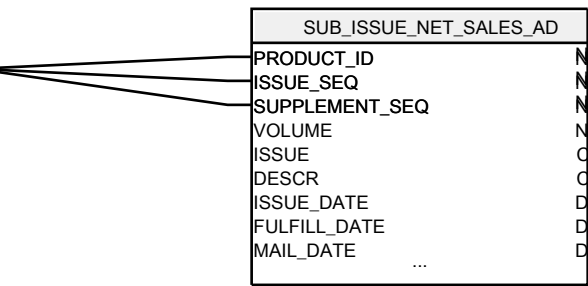 SUB_ISSUE_NET_SALES_AD
PRODUCT_ID N
ISSUE_SEQ N
SUPPLEMENT_SEQ N
VOLUME N
ISSUE C
DESCR C
ISSUE_DATE D
FULFILL_DATE D
MAIL_DATE D
...